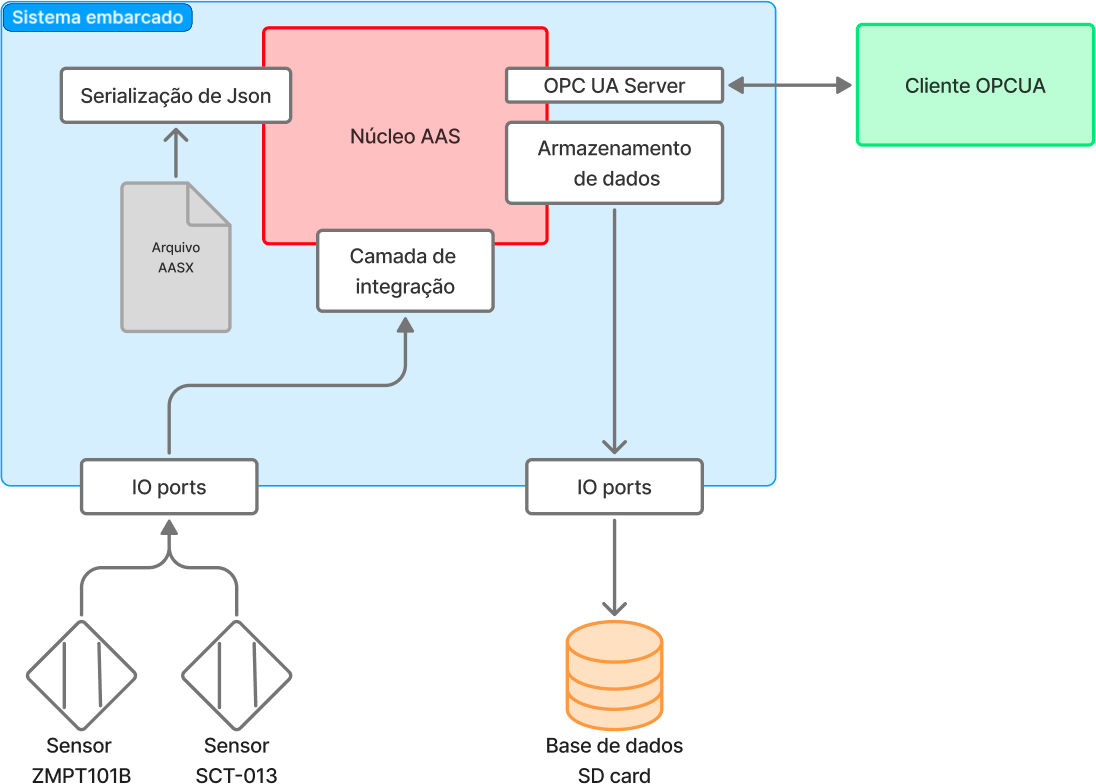 Sistema embarcado
Serialização de Json
OPC UA Server
Cliente OPCUA
Núcleo AAS
Armazenamento
de dados
Arquivo
AASX
Camada de
integração
IO ports
IO ports
Sensor
ZMPT101B
Sensor
SCT-013
Base de dados
SD card